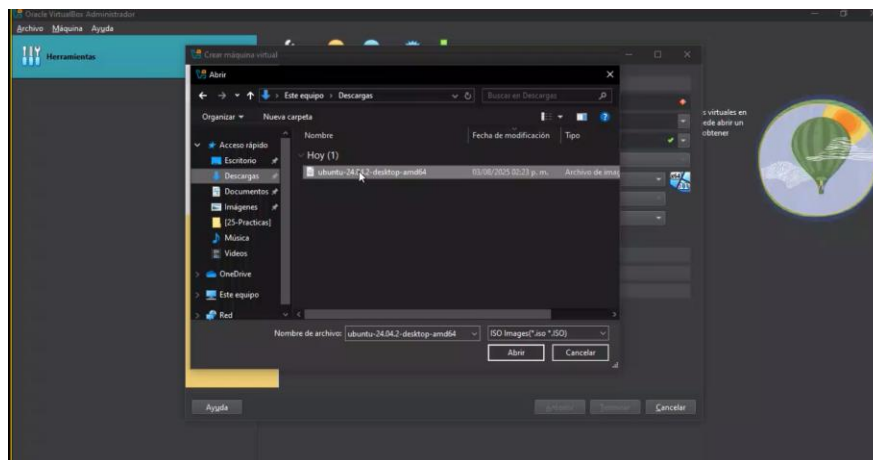 Oracle VirtualBox Administrador
Archivo Máquina Ayuda
Herramientas
Crear máquina virtual
Abrir
Este equipo › Descargas
Buscar en Descargas
Organizar
Nueva carpeta
Nombre
Fecha de modificación
Tipo
Acceso rápido
Escritorio
Descargas
Documentos
Imágenes
[25-Practicas]
Música
Videos
OneDrive
Este equipo
Red
Hoy (1)
ubuntu-24.04.2-desktop-amd64
03/08/2025 02:23 p. m.
Archivo de imag
s virtuales en
ede abrir un
obtener
Nombre de archivo:
ubuntu-24.04.2-desktop-amd64
ISO Images(*.iso *.ISO)
Abrir
Cancelar
Ayuda
Terminar
Cancelar